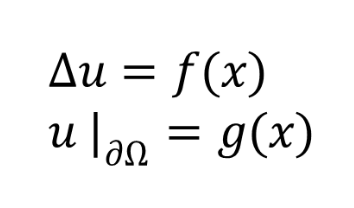 Δu = f(x)
u |∂Ω = g(x)